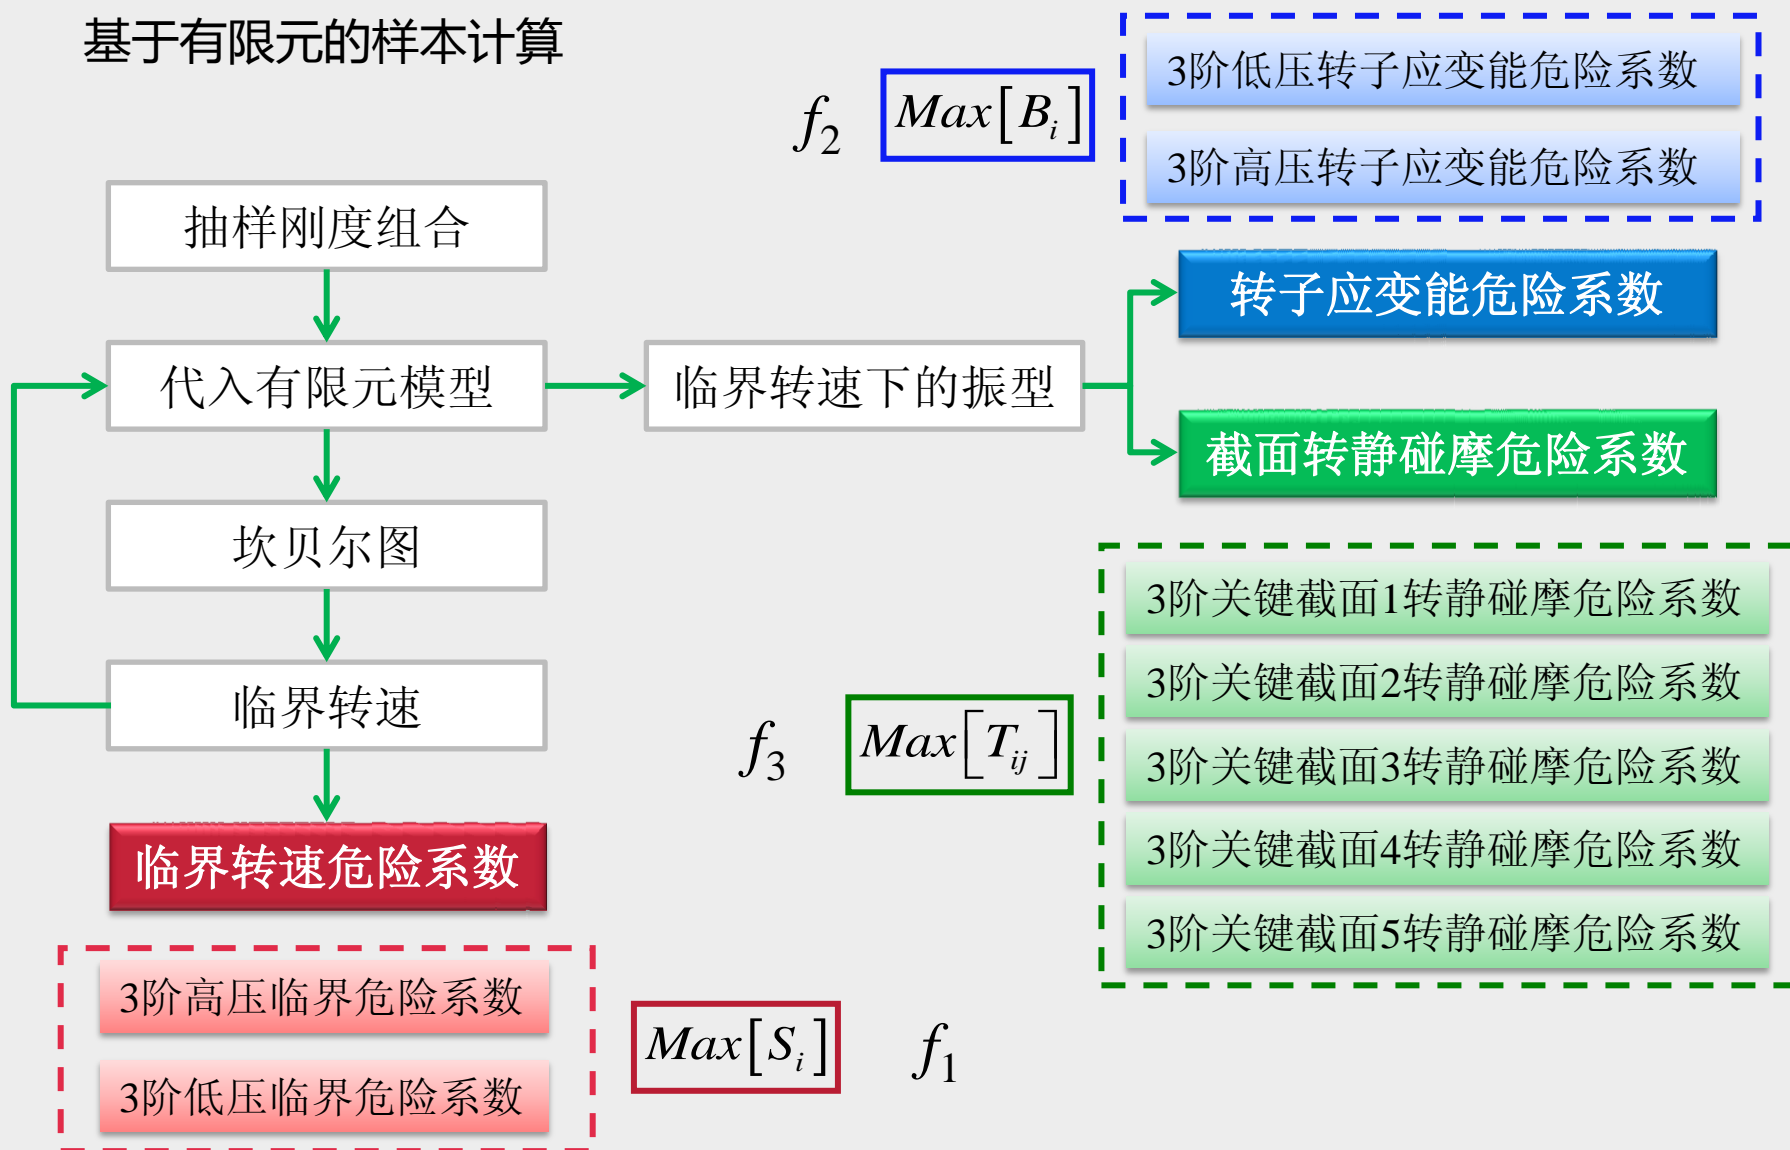 基于有限元的样本计算
f₂
Max[Bᵢ]
3阶低压转子应变能危险系数
3阶高压转子应变能危险系数
抽样刚度组合
代入有限元模型
临界转速下的振型
转子应变能危险系数
截面转静碰摩危险系数
坎贝尔图
临界转速
临界转速危险系数
f₃
Max[Tᵢⱼ]
3阶关键截面1转静碰摩危险系数
3阶关键截面2转静碰摩危险系数
3阶关键截面3转静碰摩危险系数
3阶关键截面4转静碰摩危险系数
3阶关键截面5转静碰摩危险系数
3阶高压临界危险系数
3阶低压临界危险系数
Max[Sᵢ]
f₁